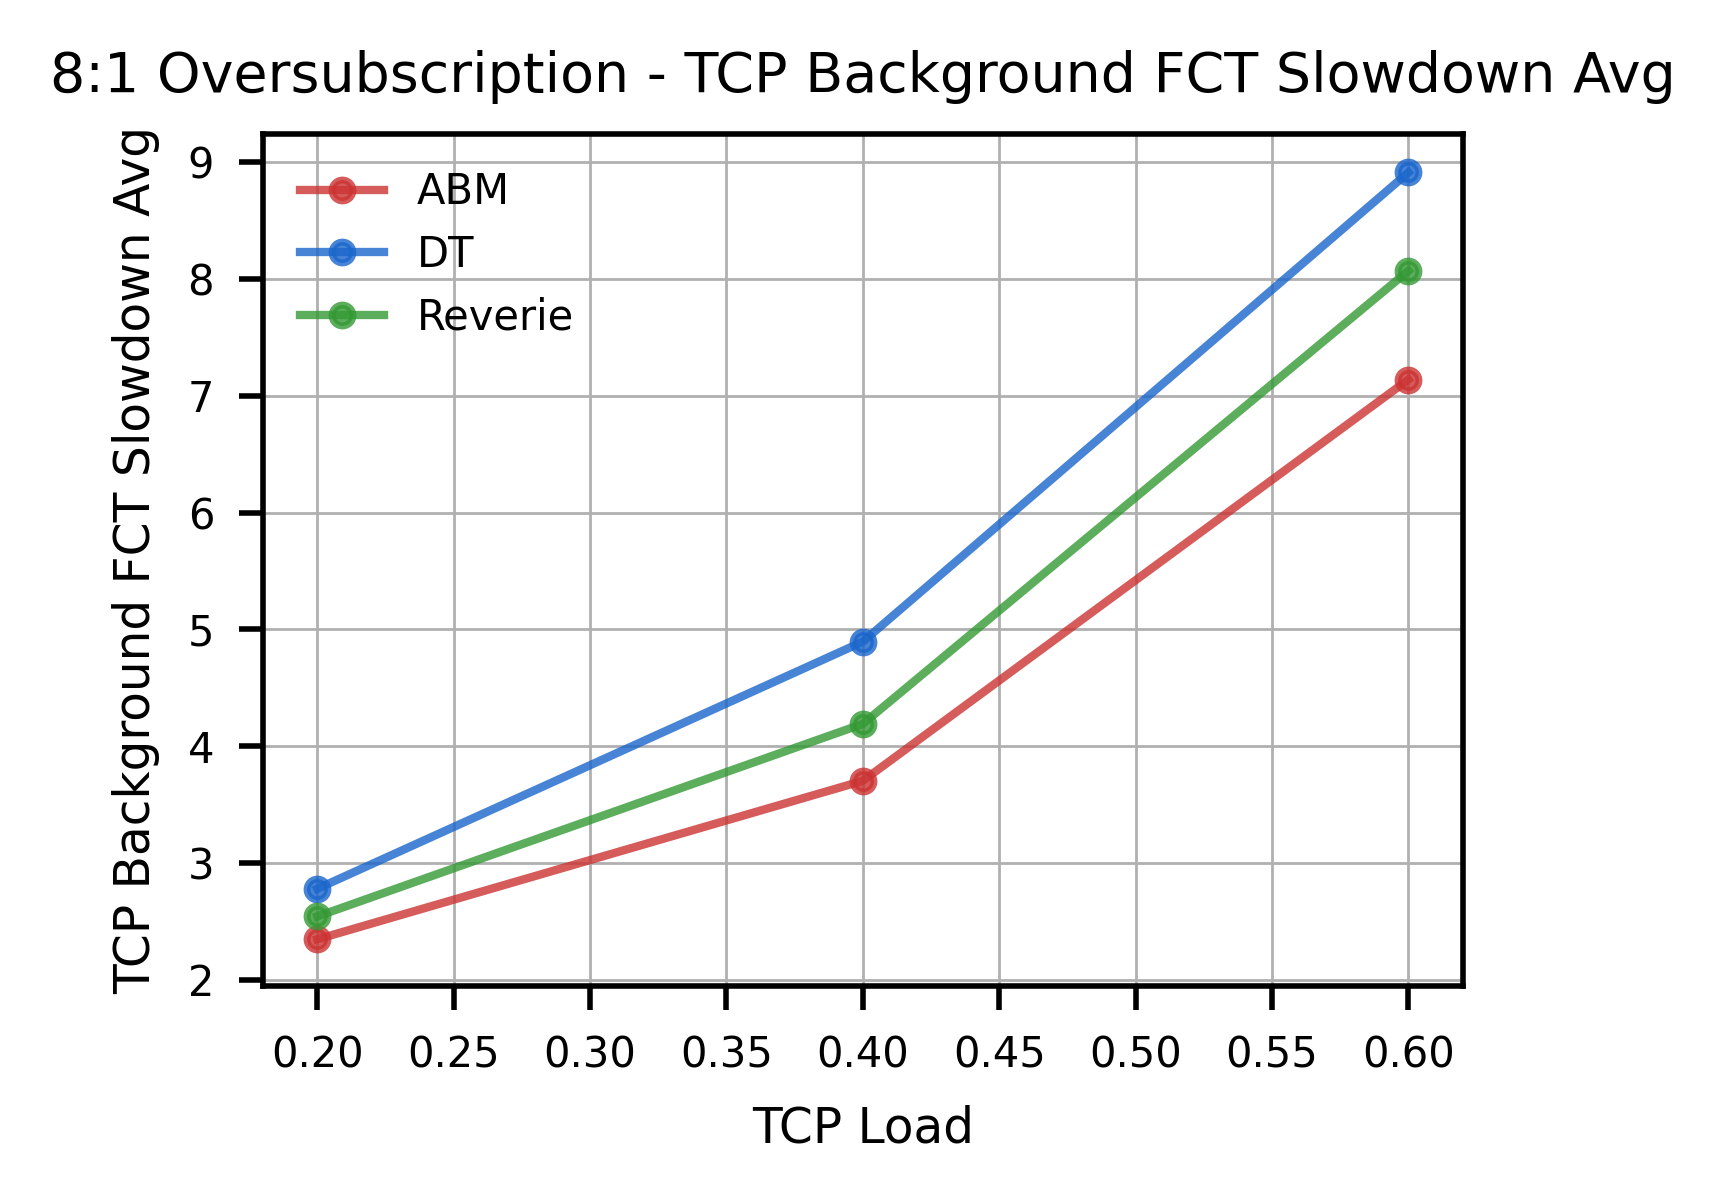 8:1 Oversubscription - TCP Background FCT Slowdown Avg
TCP Background FCT Slowdown Avg
9
8
7
6
5
4
3
2
ABM
DT
Reverie
0.20 0.25 0.30 0.35 0.40 0.45 0.50 0.55 0.60
TCP Load